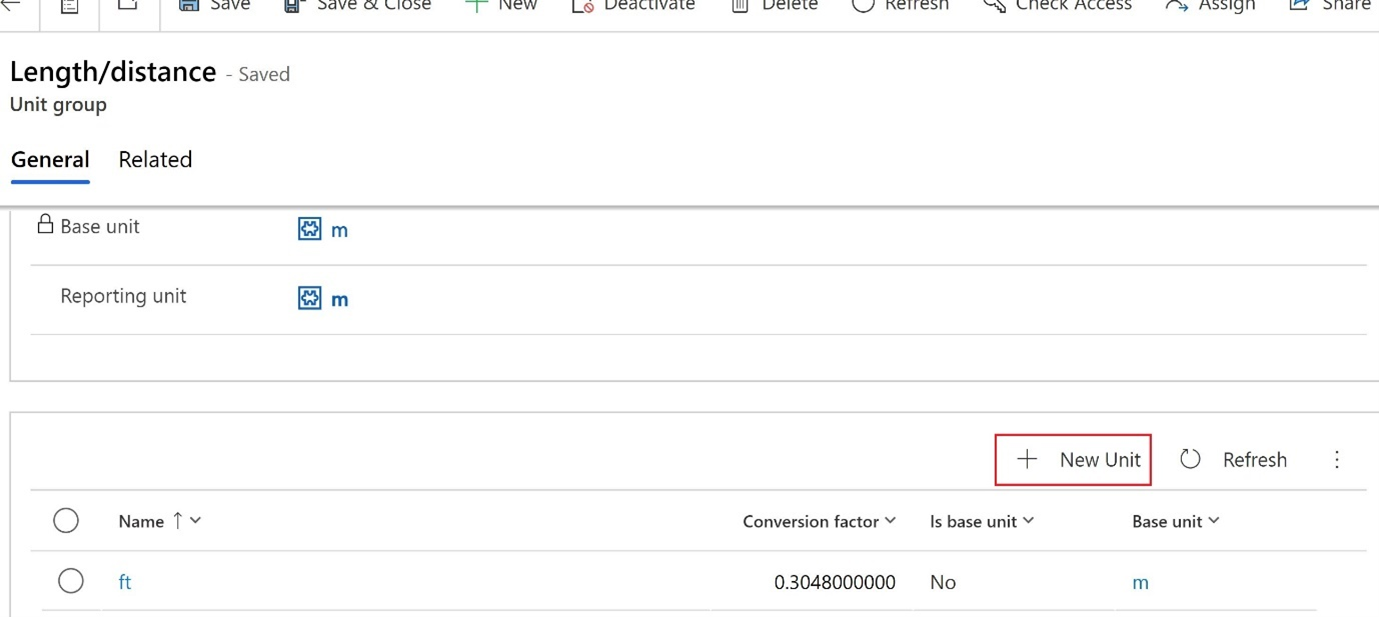 Save Save & Close New Deactivate Delete Refresh Check Access Assign Share
Length/distance - Saved
Unit group
General Related
Base unit m
Reporting unit m
New Unit Refresh
Name Conversion factor Is base unit Base unit
ft 0.3048000000 No m